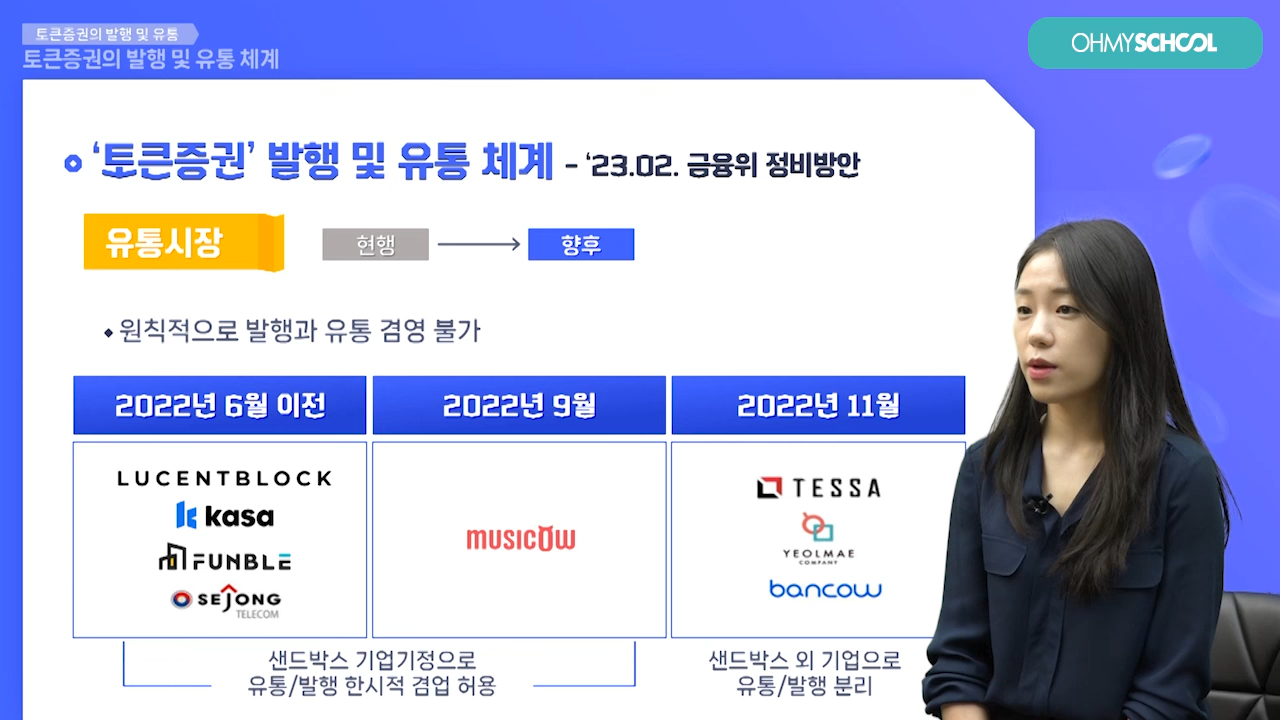 토큰증권의 발행 및 유통
토큰증권의 발행 및 유통 체계
OHMYSCHOOL
‘토큰증권’ 발행 및 유통 체계 – ‘23.02. 금융위 정비방안
유통시장
현행
향후
원칙적으로 발행과 유통 겸영 불가
2022년 6월 이전
2022년 9월
2022년 11월
LUCENTBLOCK
kasa
FUNBLE
SEJONG
TELECOM
MUSICOW
TESSA
YEOLMAE
COMPANY
bancow
샌드박스 기업기정으로
유통/발행 한시적 겸업 허용
샌드박스 외 기업으로
유통/발행 분리